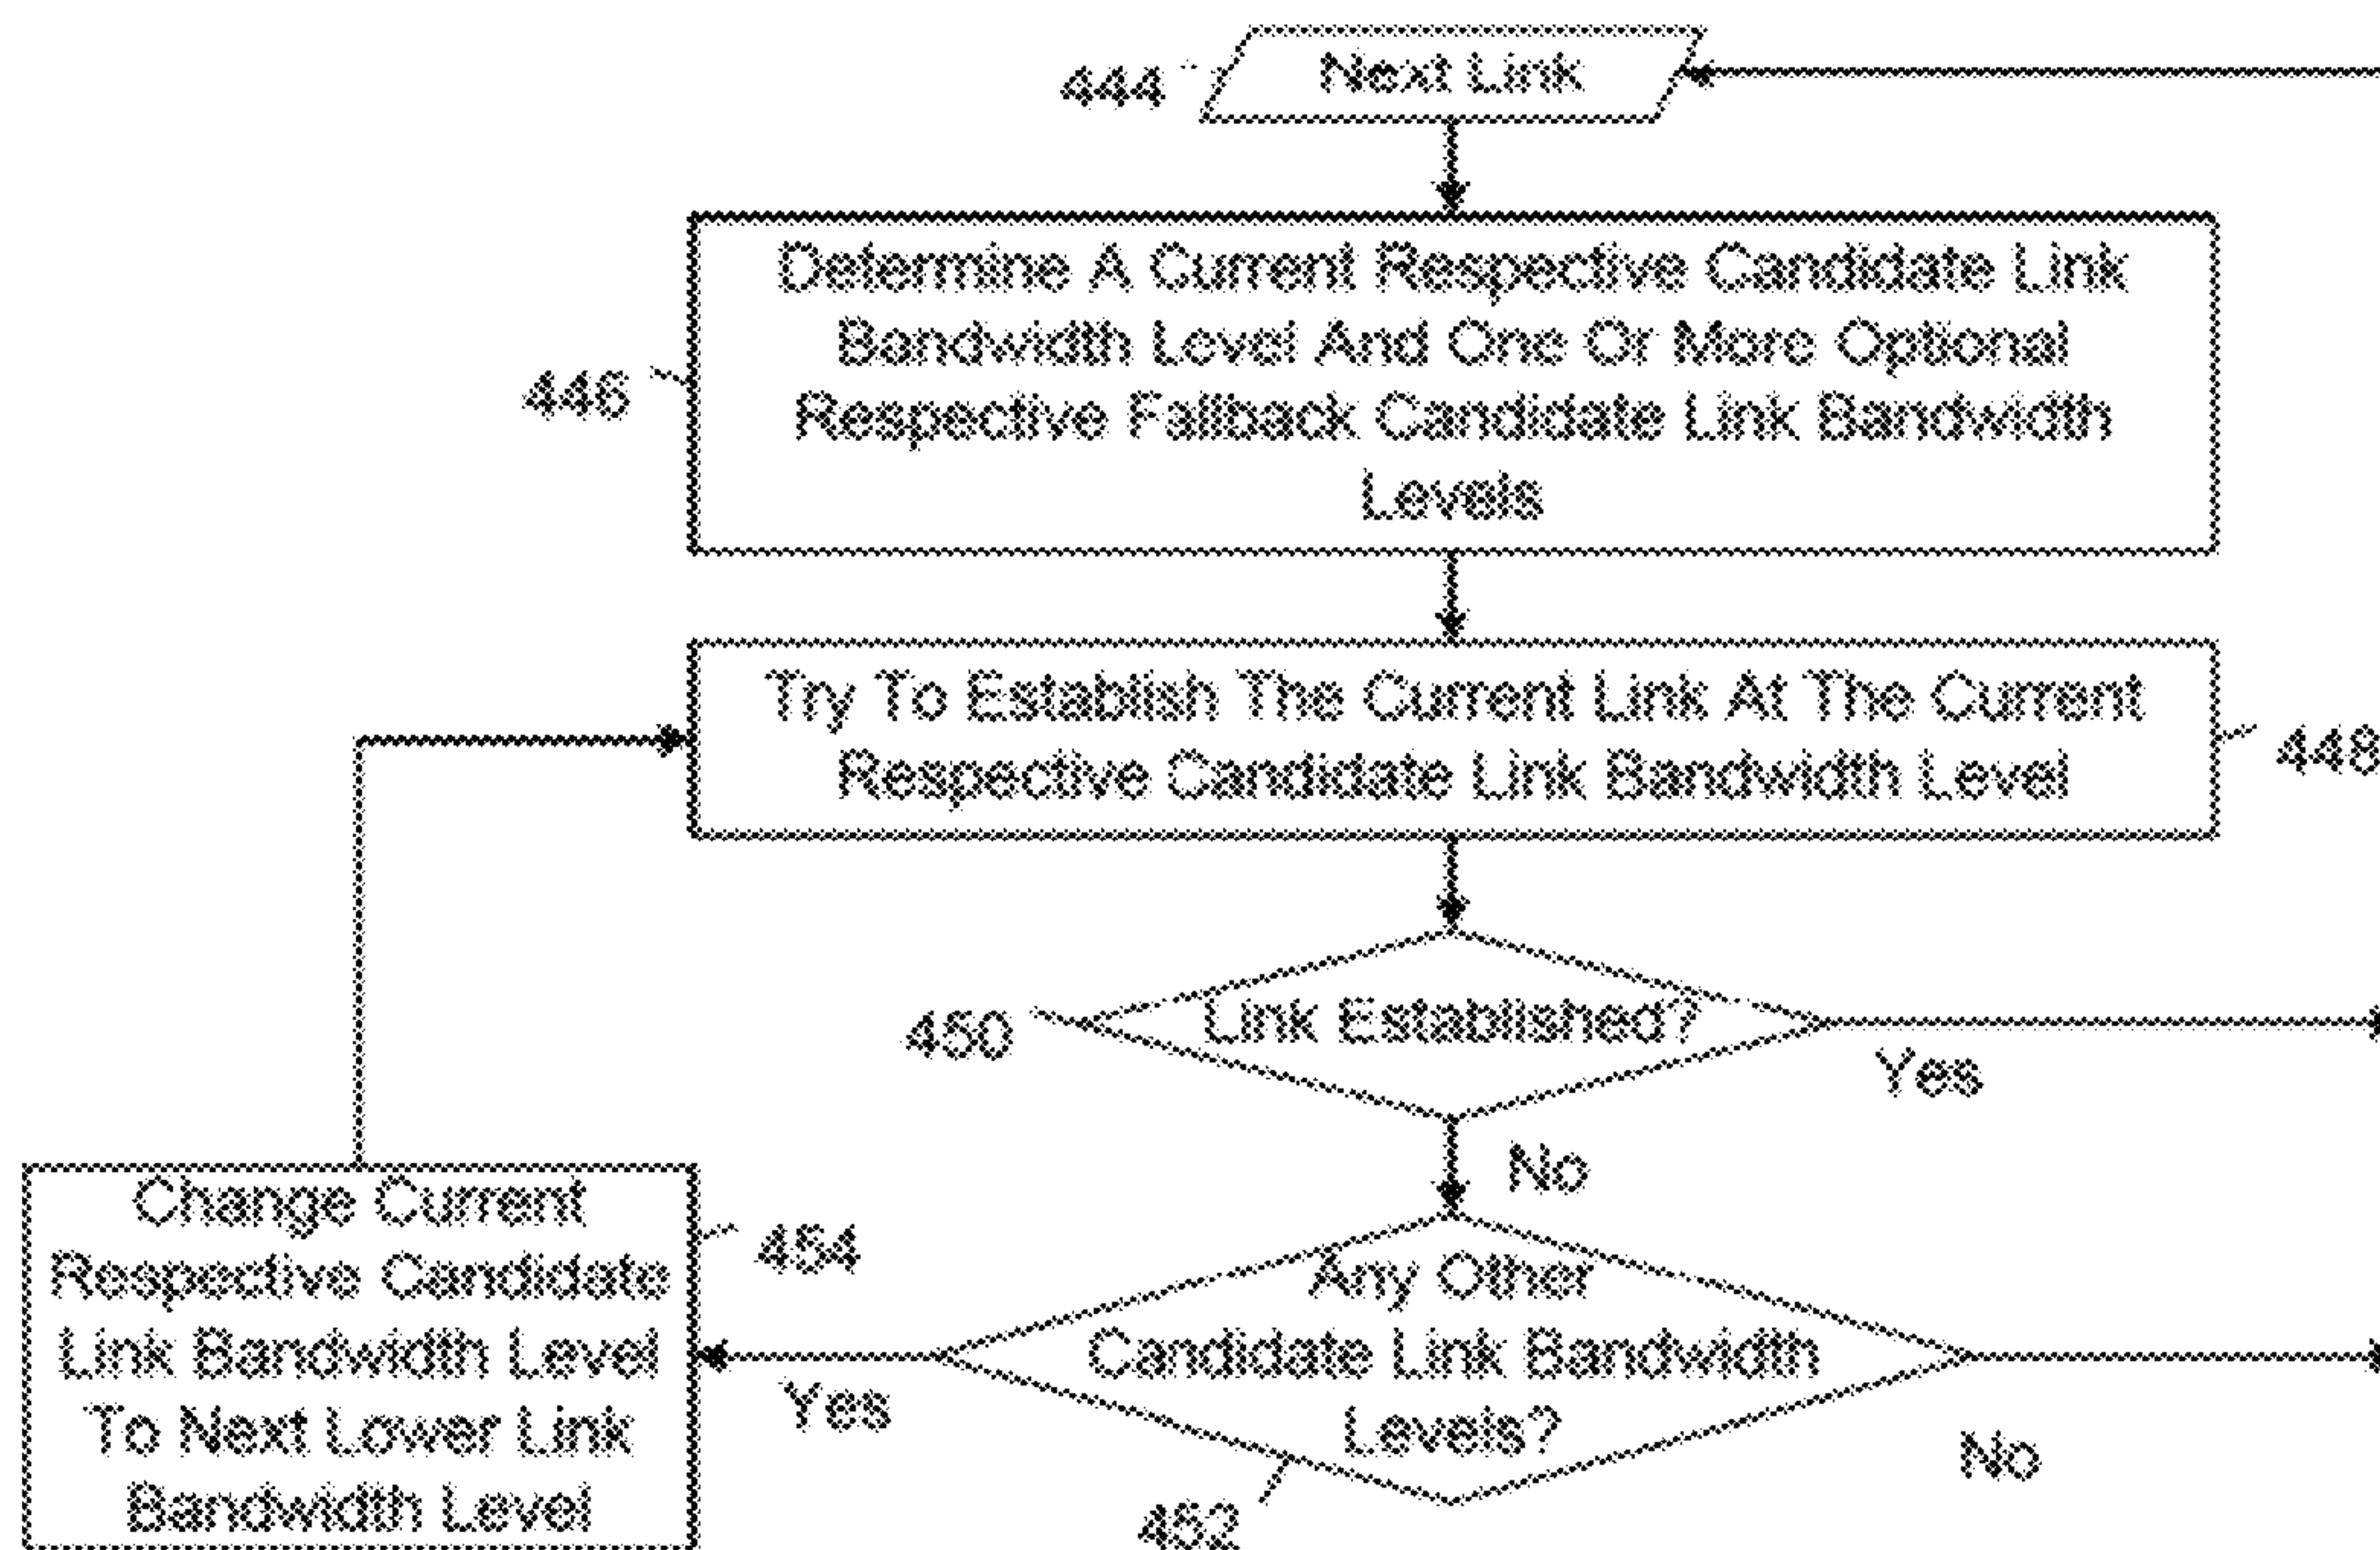 444
Next Link
446
Determine A Current Respective Candidate Link
Bandwidth Level And One Or More Optional
Respective Fallback Candidate Link Bandwidth
Levels
Try To Establish The Current Link At The Current
Respective Candidate Link Bandwidth Level
448
450
Link Established?
Yes
No
Change Current
Respective Candidate
Link Bandwidth Level
To Next Lower Link
Bandwidth Level
454
Yes
Any Other
Candidate Link Bandwidth
Levels?
No
452